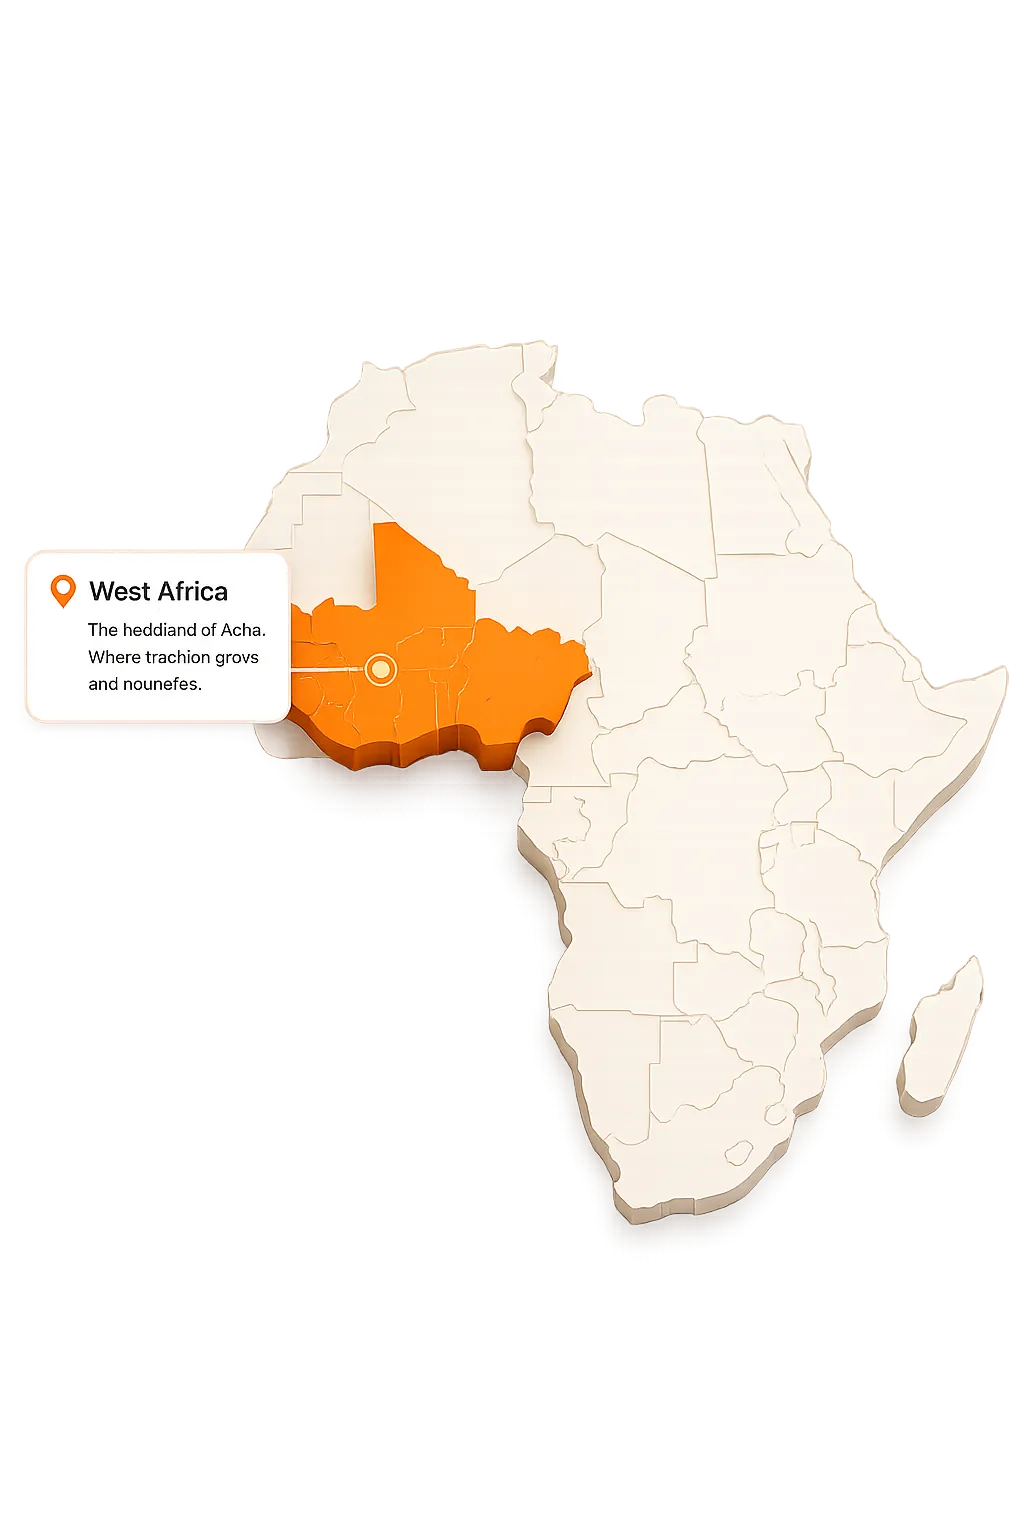 West Africa
The heddiand of Acha.
Where trachion grovs
and nounefes.